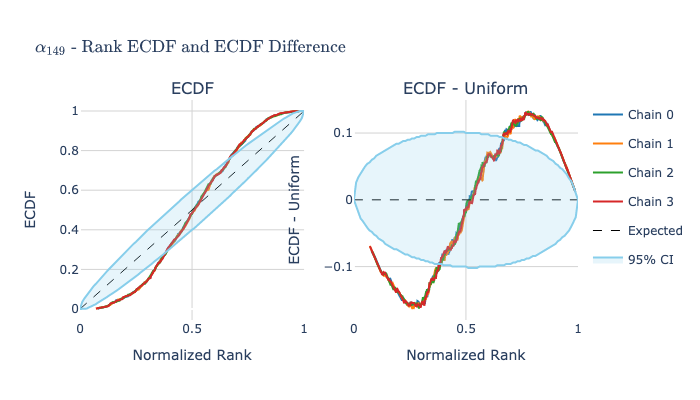 α₁₄₉ - Rank ECDF and ECDF Difference
ECDF
ECDF
1
0.8
0.6
0.4
0.2
0
0
0.5
1
Normalized Rank
ECDF - Uniform
ECDF - Uniform
0.1
0
−0.1
0
0.5
1
Normalized Rank
Chain 0
Chain 1
Chain 2
Chain 3
Expected
95% CI